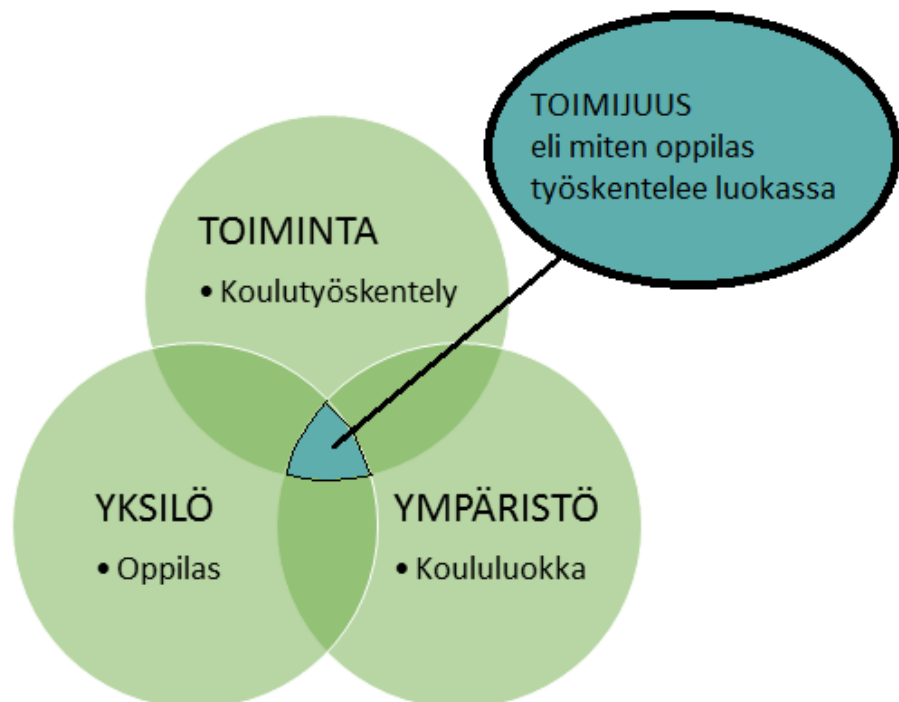 TOIMIJUUS
eli miten oppilas
työskentelee luokassa
TOIMINTA
• Koulutyöskentely
YKSILÖ
• Oppilas
YMPÄRISTÖ
• Koululuokka